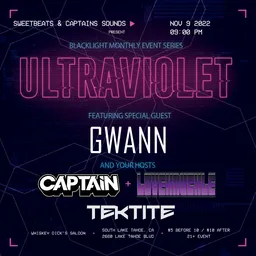 SWEETBEATS & CAPTAINS SOUNDS
PRESENT
NOV 9 2022
09:00 PM
BLACKLIGHT MONTHLY EVENT SERIES
ULTRAVIOLET
FEATURING SPECIAL GUEST
GWANN
AND YOUR HOSTS
CAPTAIN +
TEKTITE
WHISKEY DICK'S SALOON - SOUTH LAKE TAHOE, CA - $5 BEFORE 10 / $10 AFTER
2660 LAKE TAHOE BLVD
21+ EVENT